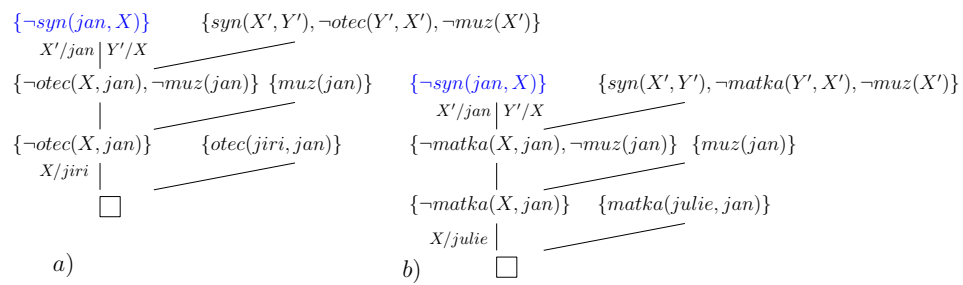 {¬syn(jan, X)} {syn(X′, Y′), ¬otec(Y′, X′), ¬muz(X′)}
X′/jan Y′/X
{¬otec(X, jan), ¬muz(jan)} {muz(jan)}
{¬otec(X, jan)} {otec(jiri, jan)}
X/jiri
a)
{¬syn(jan, X)} {syn(X′, Y′), ¬matka(Y′, X′), ¬muz(X′)}
X′/jan Y′/X
{¬matka(X, jan), ¬muz(jan)} {muz(jan)}
{¬matka(X, jan)} {matka(julie, jan)}
X/julie
b)